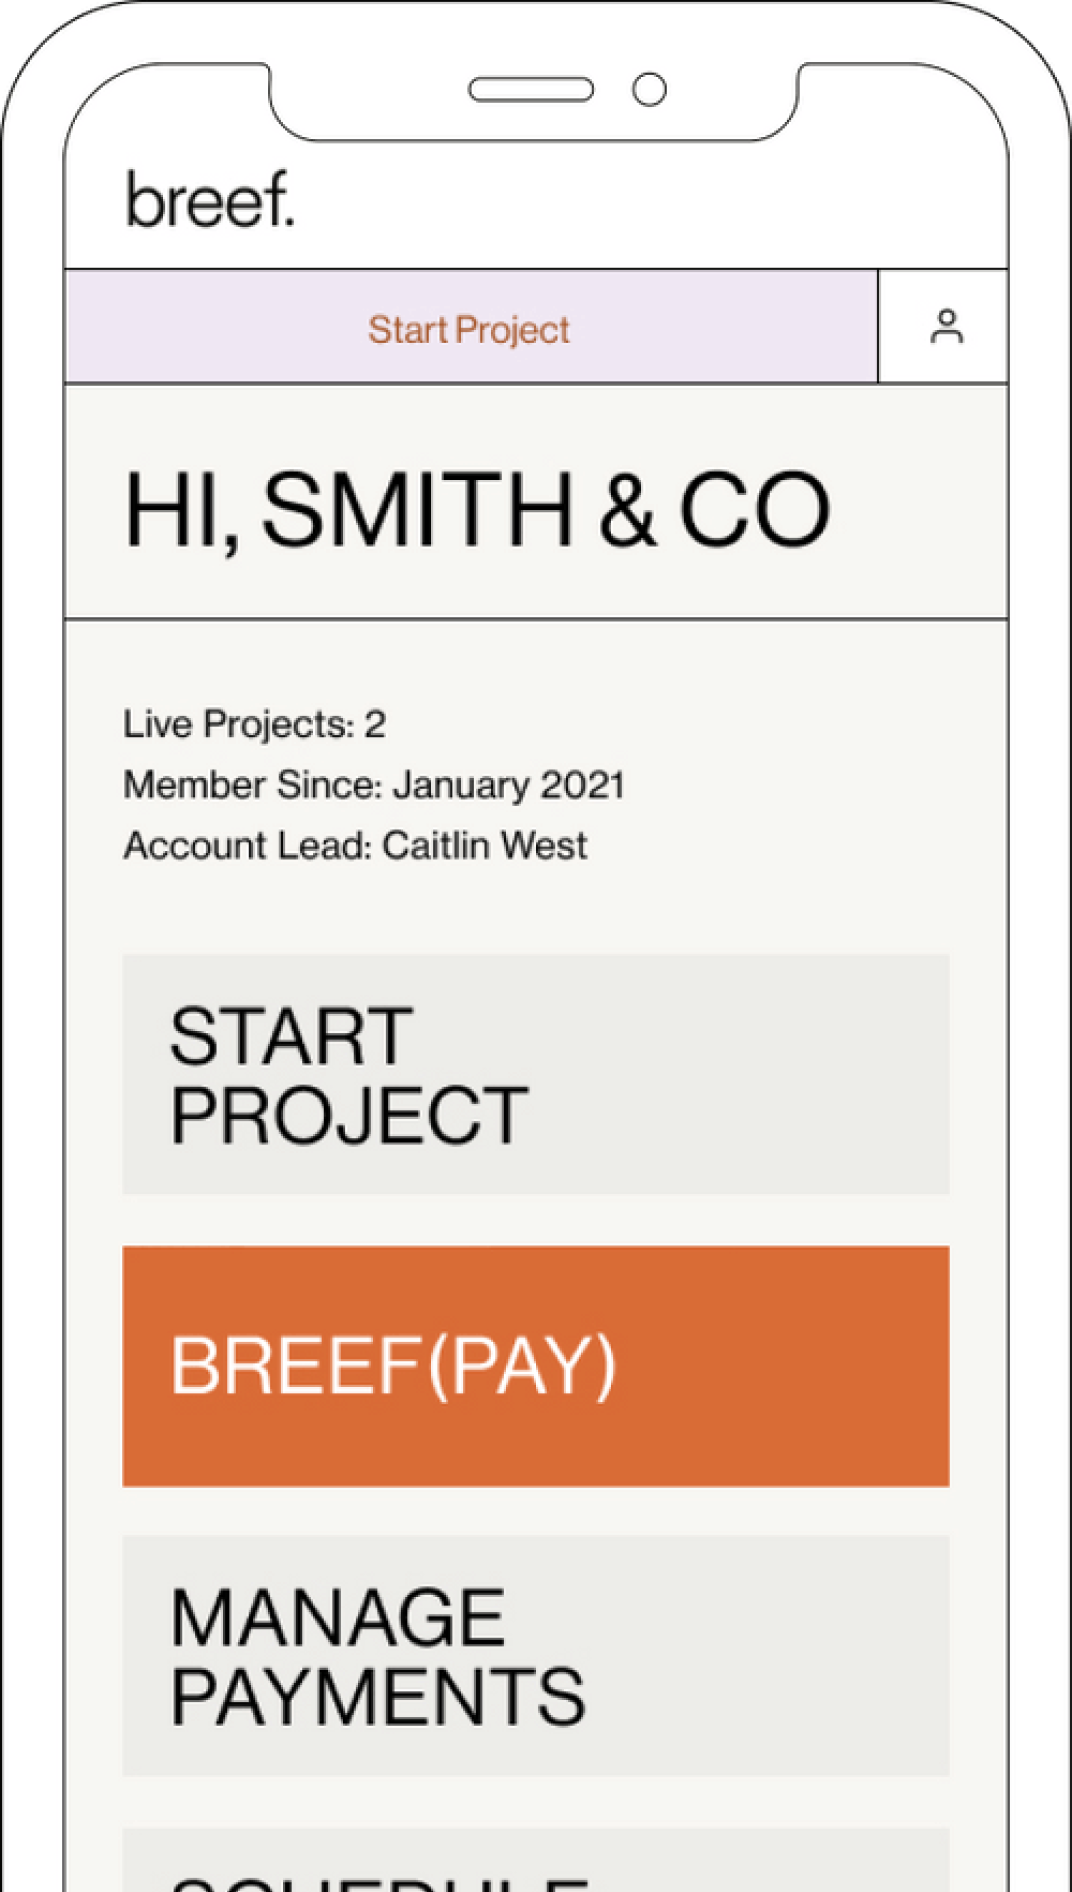 breef.
Start Project
HI, SMITH & CO
Live Projects: 2
Member Since: January 2021
Account Lead: Caitlin West
START
PROJECT
BREEF(PAY)
MANAGE
PAYMENTS
SCHEDULE